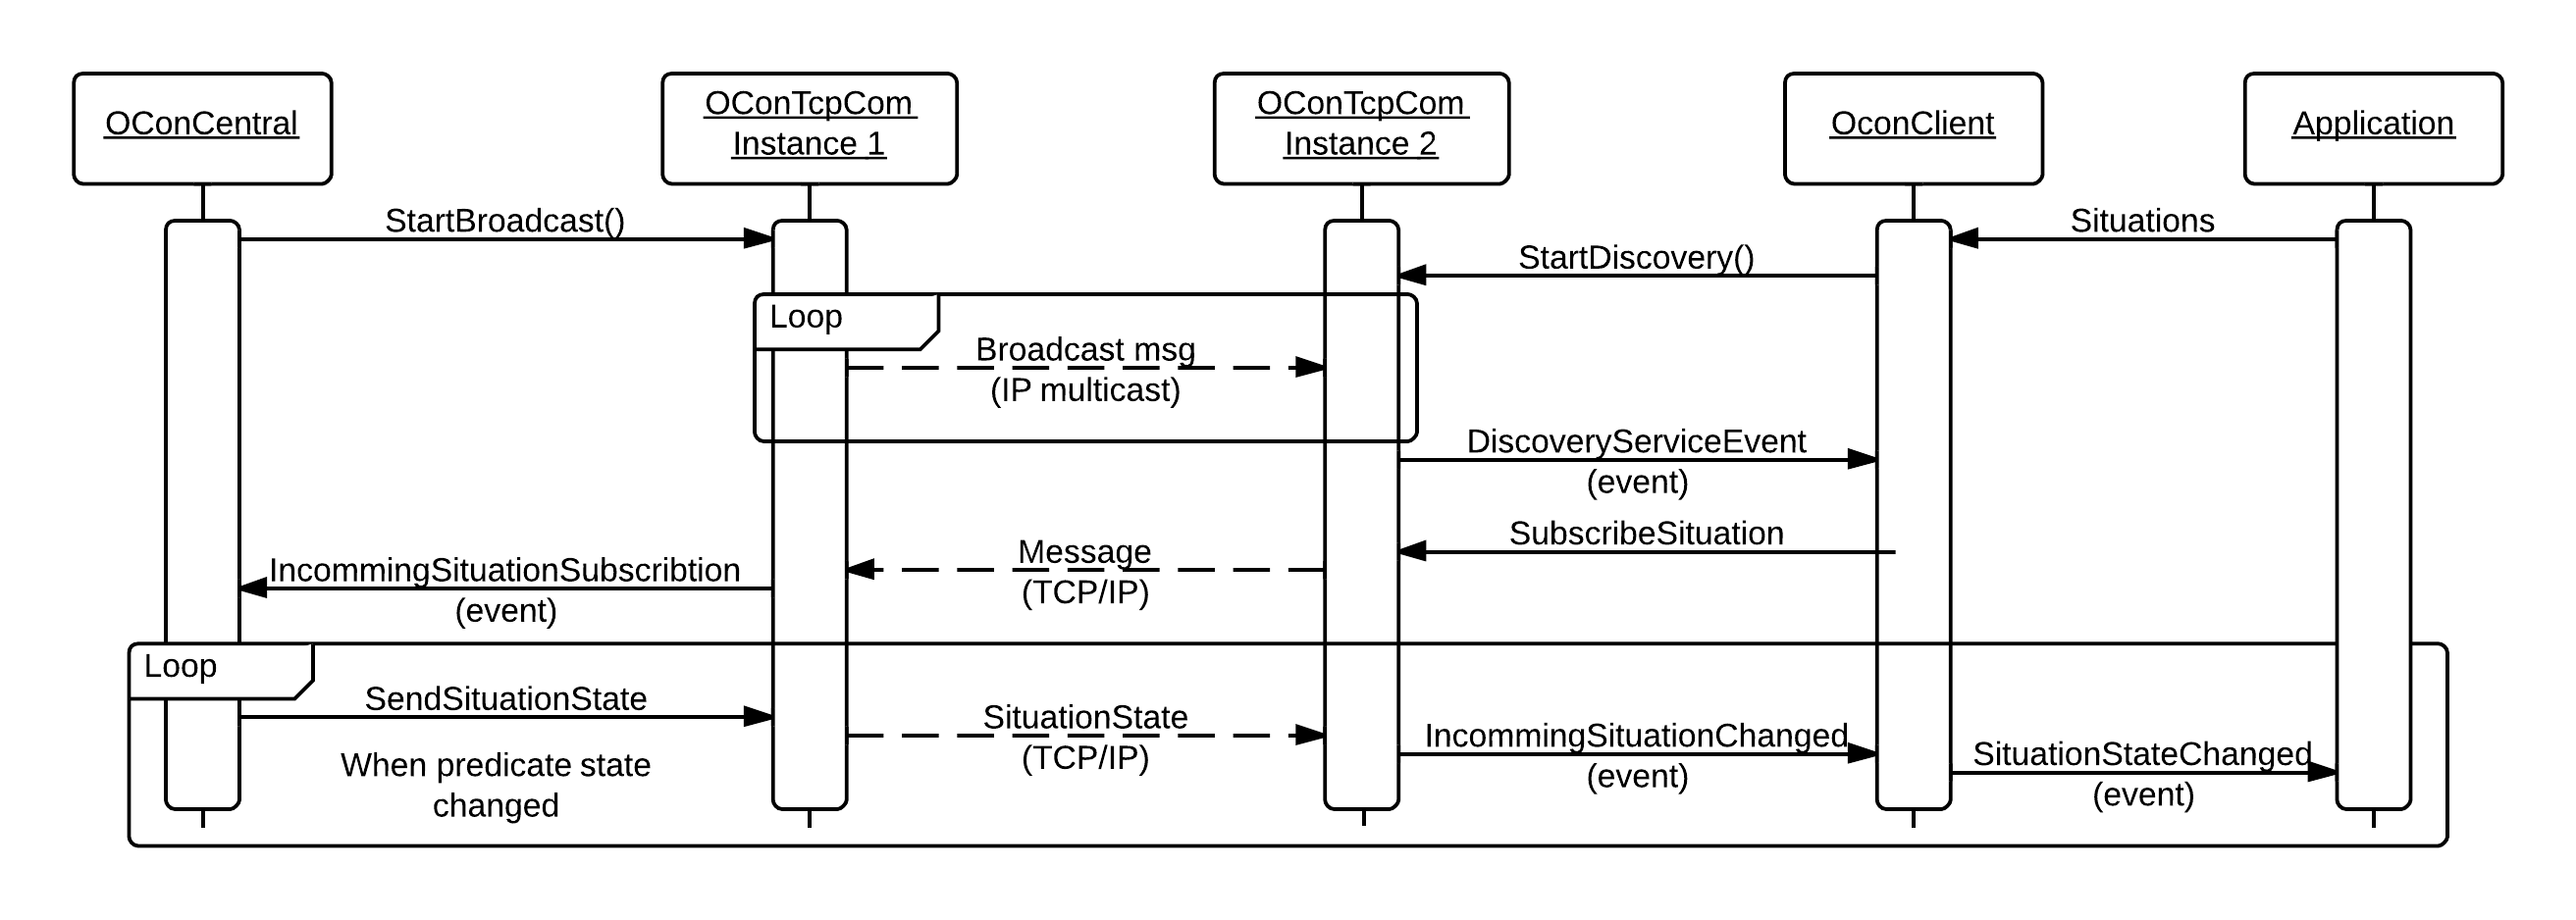 OConCentral
OConTcpCom
Instance 1
OConTcpCom
Instance 2
OconClient
Application
StartBroadcast()
Situations
StartDiscovery()
Loop
Broadcast msg
(IP multicast)
DiscoveryServiceEvent
(event)
SubscribeSituation
Message
(TCP/IP)
IncommingSituationSubscribtion
(event)
Loop
SendSituationState
When predicate state
changed
SituationState
(TCP/IP)
IncommingSituationChanged
(event)
SituationStateChanged
(event)